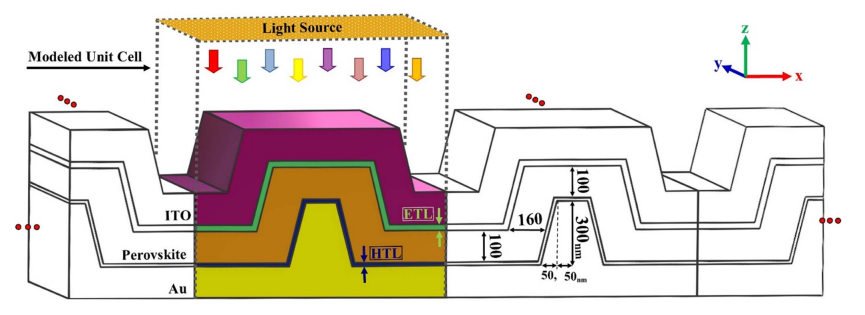 Light Source
Modeled Unit Cell
z
y
x
ITO
ETL
160
100
Perovskite
HTL
100
300nm
Au
50,
50nm